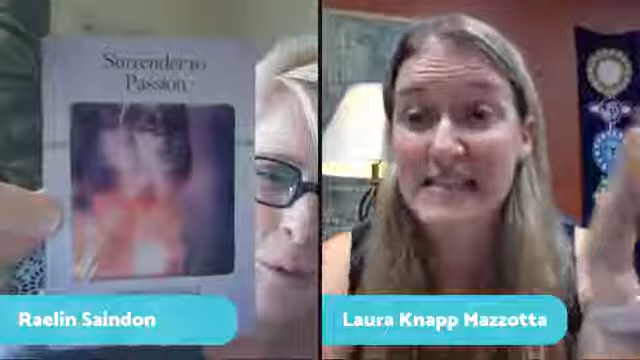 Surrender to
Passion
Raelin Saindon
Laura Knapp Mazzotta